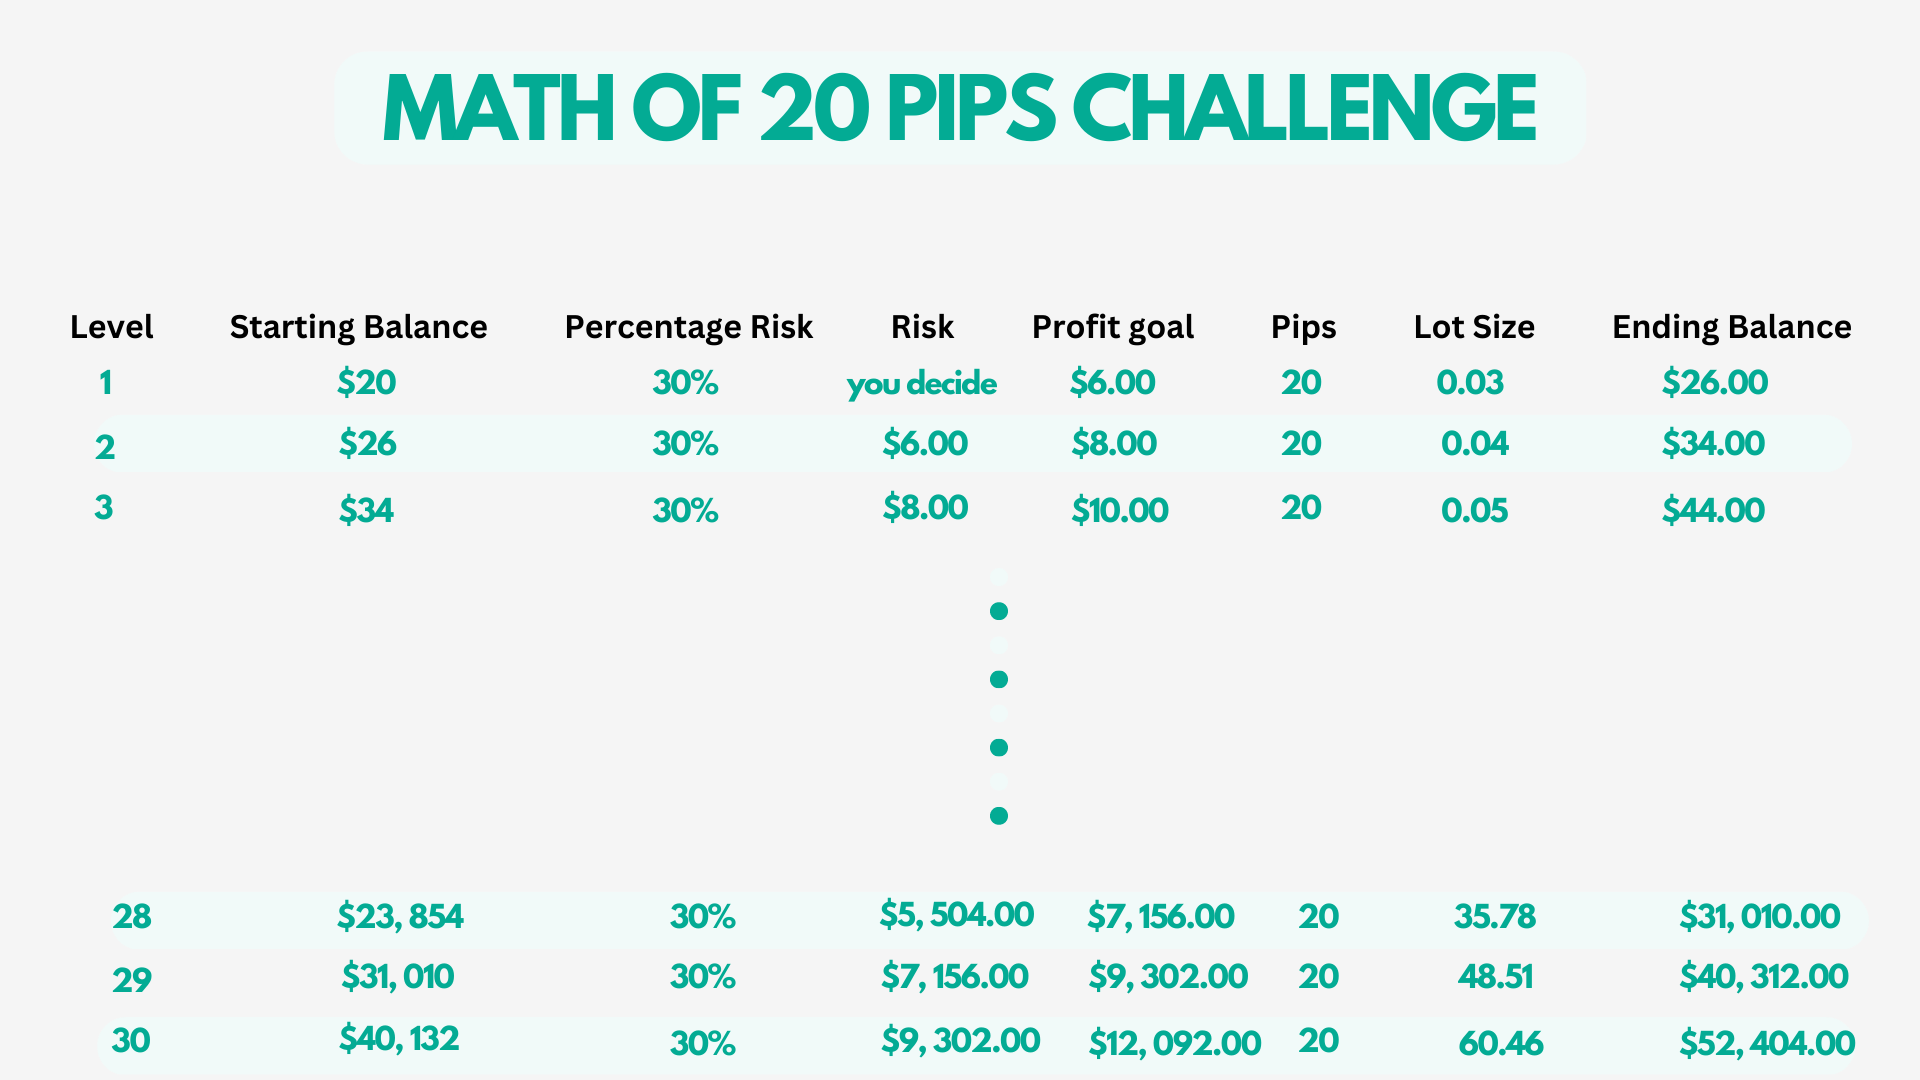 MATH OF 20 PIPS CHALLENGE
Level Starting Balance Percentage Risk Risk Profit goal Pips Lot Size Ending Balance
1 $20 30% you decide $6.00 20 0.03 $26.00
2 $26 30% $6.00 $8.00 20 0.04 $34.00
3 $34 30% $8.00 $10.00 20 0.05 $44.00
28 $23, 854 30% $5, 504.00 $7, 156.00 20 35.78 $31, 010.00
29 $31, 010 30% $7, 156.00 $9, 302.00 20 48.51 $40, 312.00
30 $40, 132 30% $9, 302.00 $12, 092.00 20 60.46 $52, 404.00